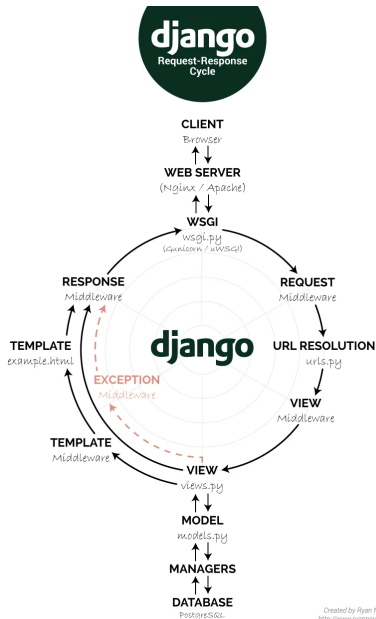 django
Request-Response
Cycle
CLIENT
Browser
WEB SERVER
(Nginx / Apache)
WSGI
wsgi.py
(Gunicorn / uWSGI)
RESPONSE
Middleware
REQUEST
Middleware
TEMPLATE
example.html
django
URL RESOLUTION
urls.py
EXCEPTION
Middleware
VIEW
Middleware
TEMPLATE
Middleware
VIEW
views.py
MODEL
models.py
MANAGERS
DATABASE
PostgreSQL
Created by Ryan